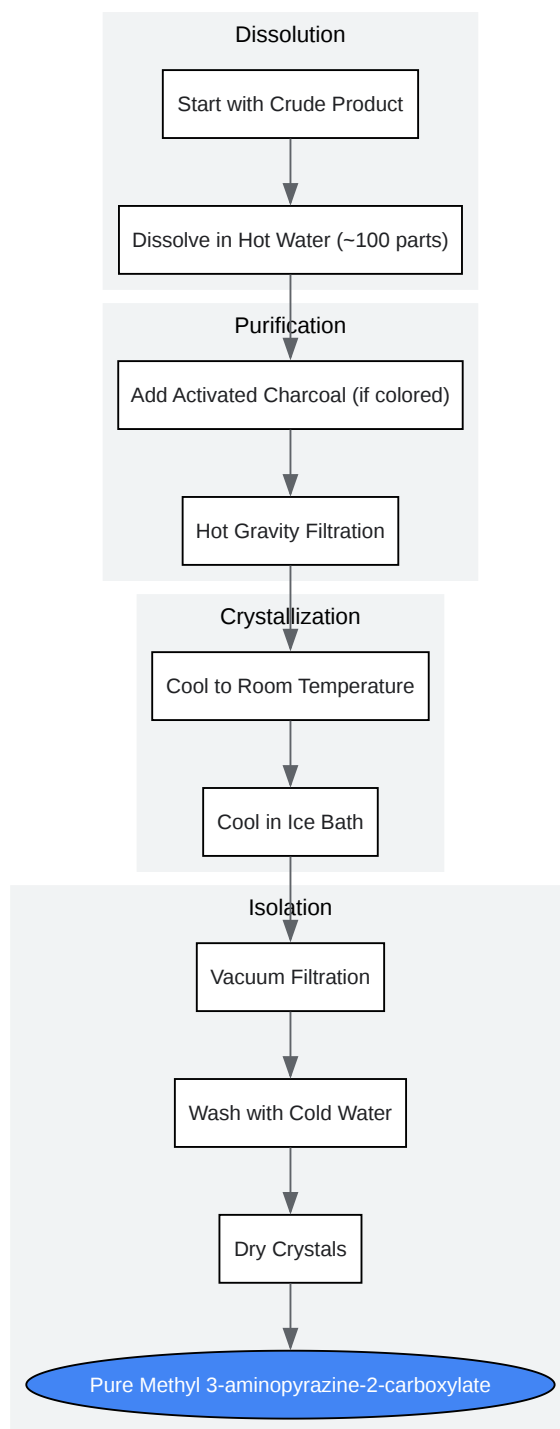 Dissolution
Start with Crude Product
Dissolve in Hot Water (~100 parts)
Purification
Add Activated Charcoal (if colored)
Hot Gravity Filtration
Crystallization
Cool to Room Temperature
Cool in Ice Bath
Isolation
Vacuum Filtration
Wash with Cold Water
Dry Crystals
Pure Methyl 3-aminopyrazine-2-carboxylate